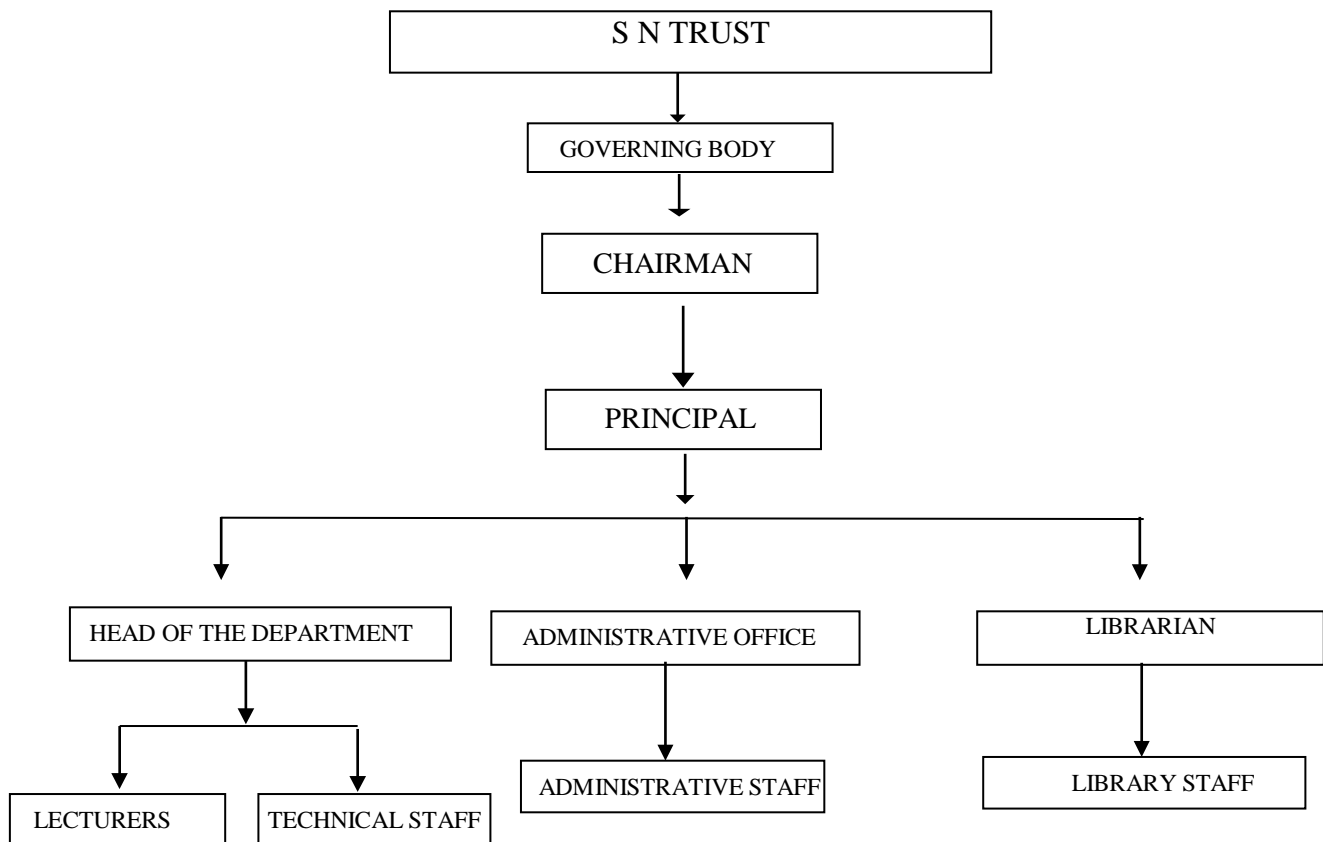 S N TRUST
GOVERNING BODY
CHAIRMAN
PRINCIPAL
HEAD OF THE DEPARTMENT
ADMINISTRATIVE OFFICE
LIBRARIAN
LECTURERS
TECHNICAL STAFF
ADMINISTRATIVE STAFF
LIBRARY STAFF